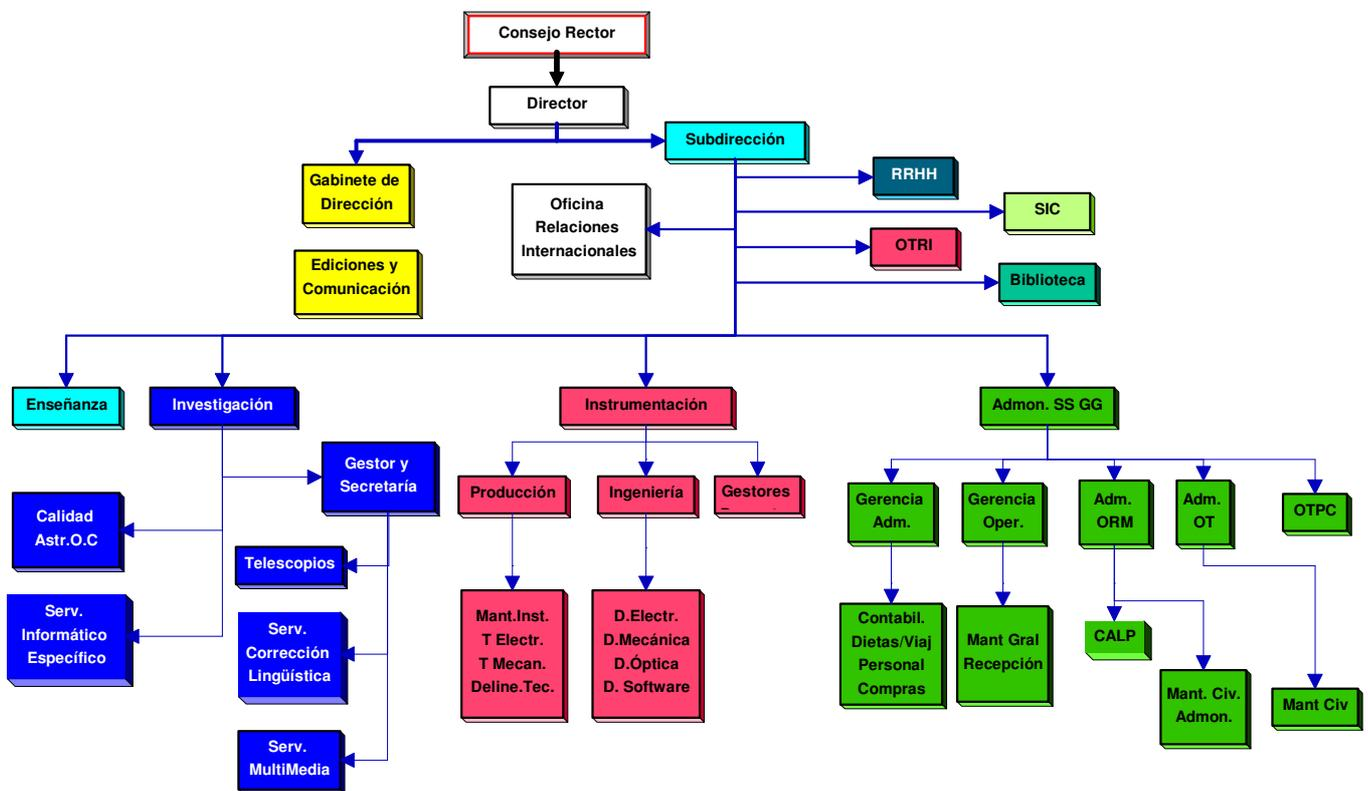 Consejo Rector
Director
Subdirección
Gabinete de
Dirección
Oficina
Relaciones
Internacionales
RRHH
SIC
OTRI
Biblioteca
Ediciones y
Comunicación
Enseñanza
Investigación
Instrumentación
Admon. SS GG
Gestor y
Secretaría
Calidad
Astr.O.C
Telescopios
Serv.
Informático
Específico
Serv.
Corrección
Lingüística
Serv.
MultiMedia
Producción
Ingeniería
Gestores
Mant.Inst.
T Electr.
T Mecan.
Deline.Tec.
D.Electr.
D.Mecánica
D.Óptica
D. Software
Gerencia
Adm.
Gerencia
Oper.
Adm.
ORM
Adm.
OT
OTPC
Contabil.
Dietas/Viaj
Personal
Compras
Mant Gral
Recepción
CALP
Mant. Civ.
Admon.
Mant Civ